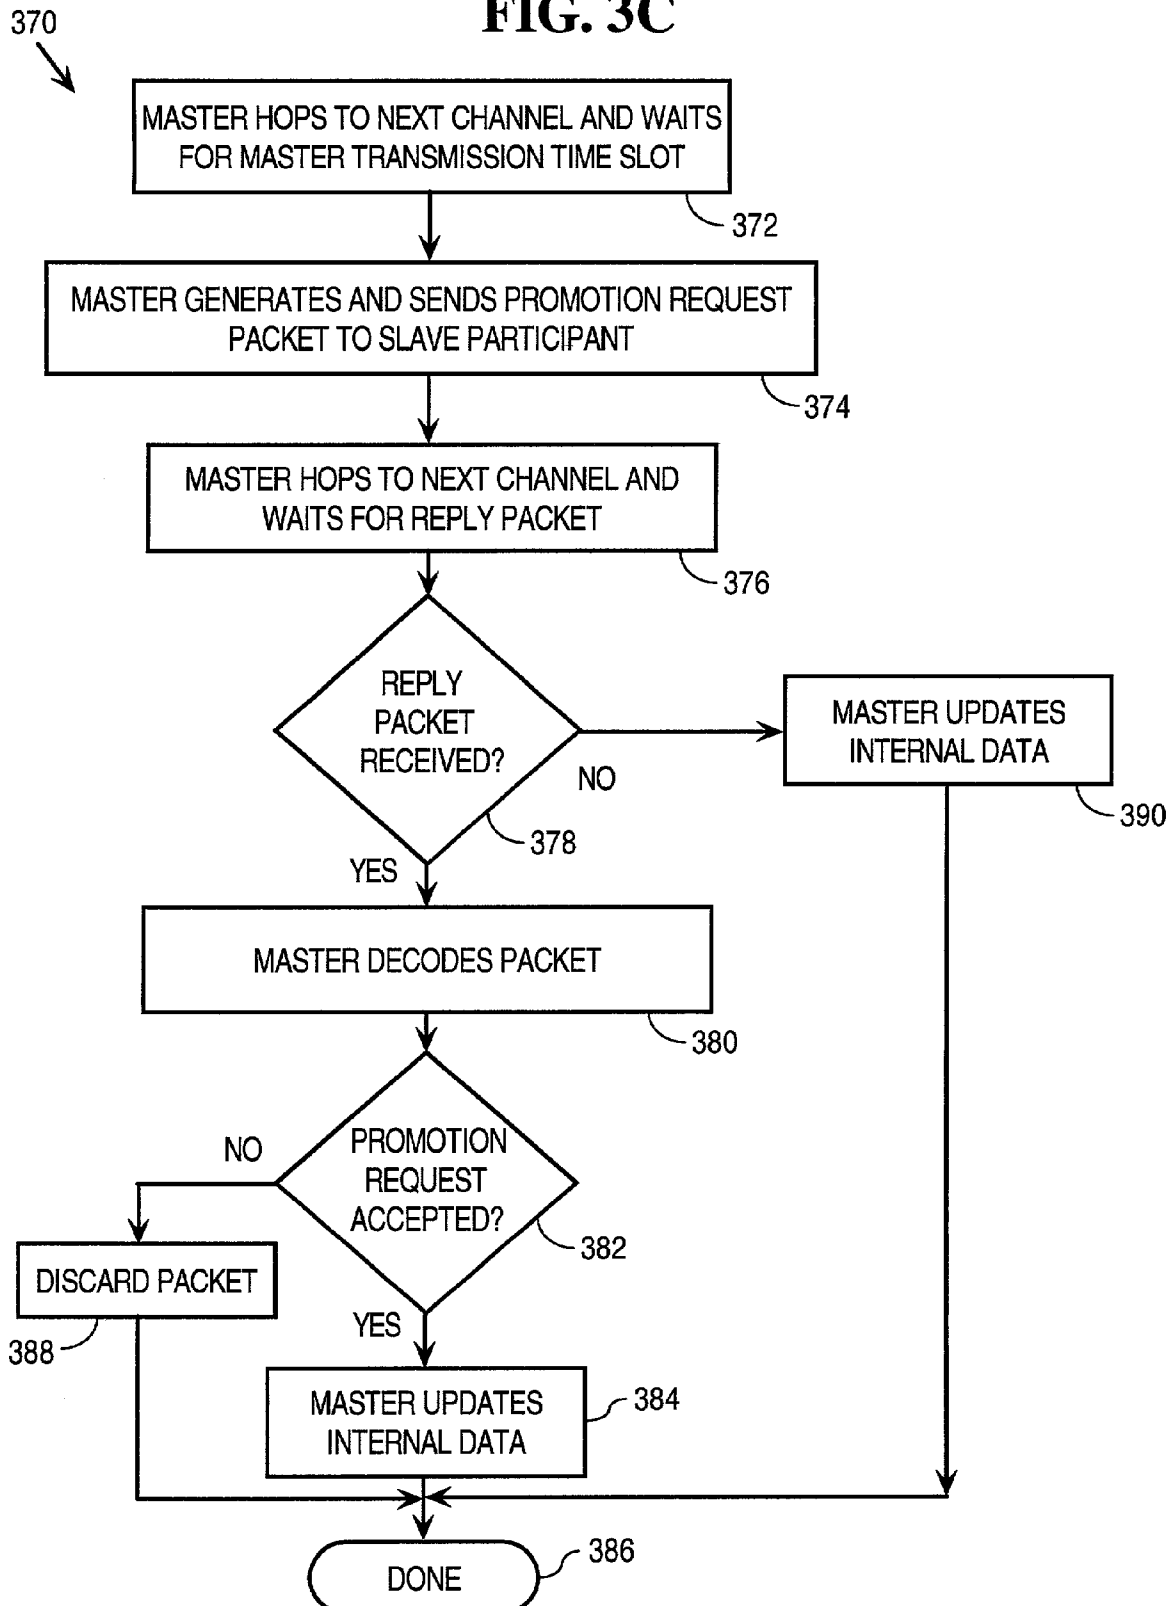 FIG. 3C
370
MASTER HOPS TO NEXT CHANNEL AND WAITS
FOR MASTER TRANSMISSION TIME SLOT
372
MASTER GENERATES AND SENDS PROMOTION REQUEST
PACKET TO SLAVE PARTICIPANT
374
MASTER HOPS TO NEXT CHANNEL AND
WAITS FOR REPLY PACKET
376
REPLY
PACKET
RECEIVED?
NO
378
YES
MASTER UPDATES
INTERNAL DATA
390
MASTER DECODES PACKET
380
PROMOTION
REQUEST
ACCEPTED?
NO
382
YES
DISCARD PACKET
388
MASTER UPDATES
INTERNAL DATA
384
DONE
386